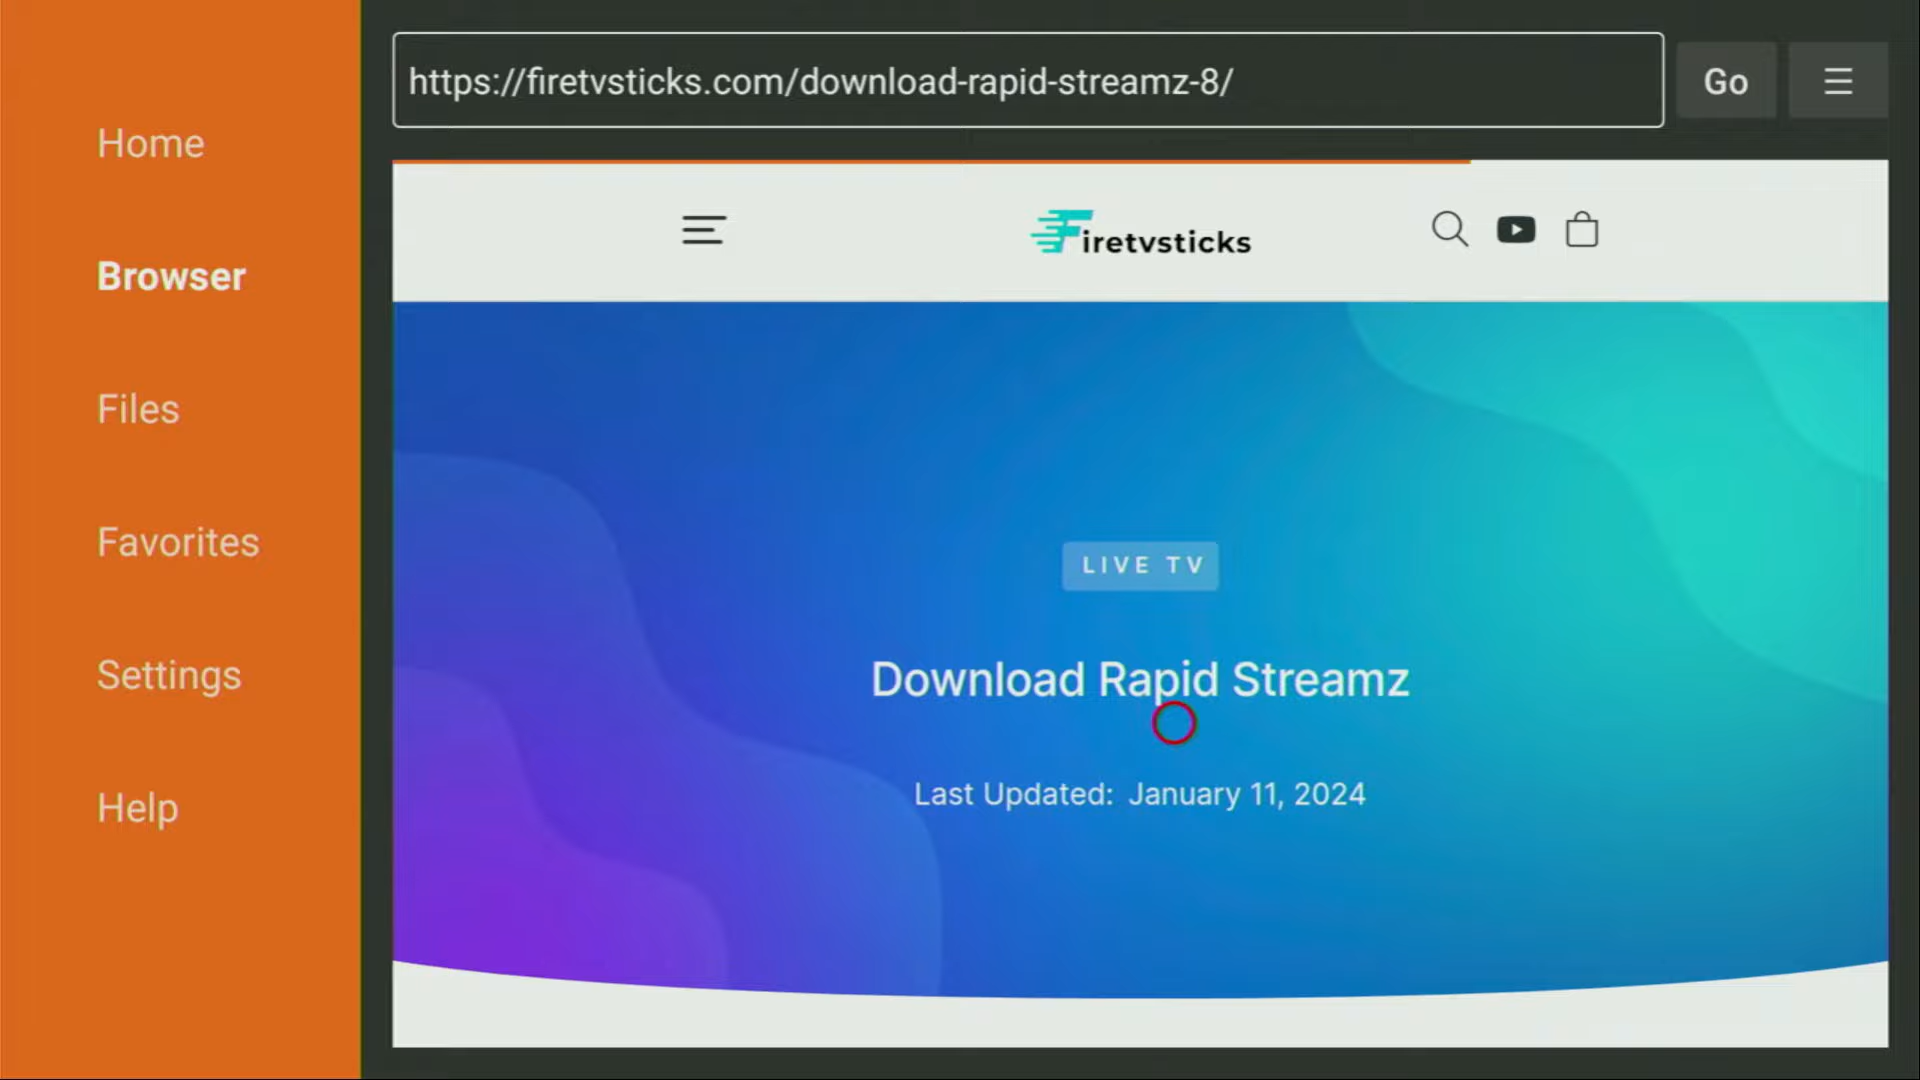 Home
Browser
Files
Favorites
Settings
Help
https://firetvsticks.com/download-rapid-streamz-8/
Go
Firetvsticks
LIVE TV
Download Rapid Streamz
Last Updated: January 11, 2024